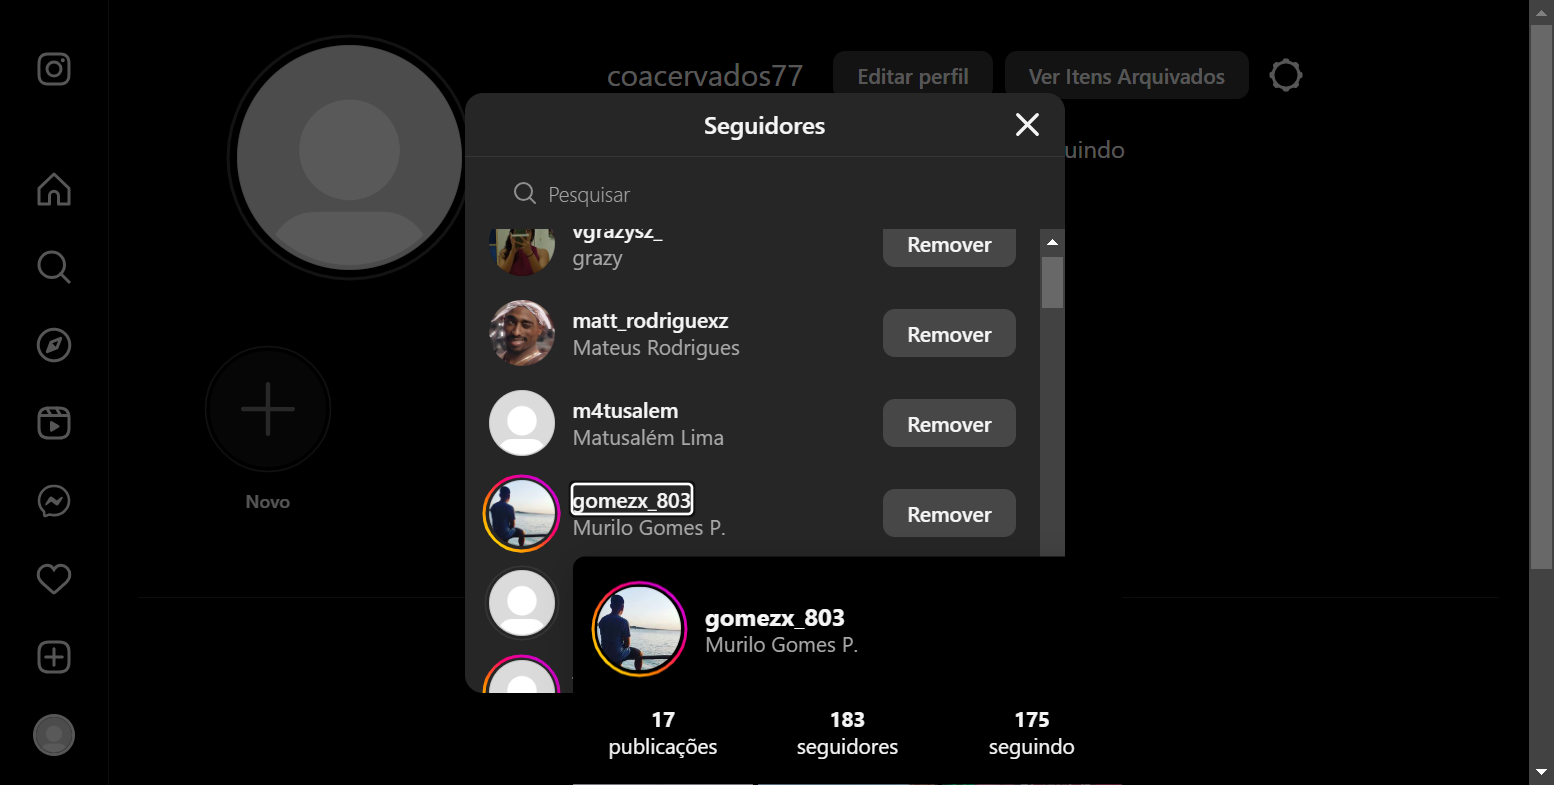 coacervados77
Editar perfil
Ver Itens Arquivados
uindo
Novo
Seguidores
Pesquisar
vgrazysz_
grazy
Remover
matt_rodriguexz
Mateus Rodrigues
Remover
m4tusalem
Matusalém Lima
Remover
gomezx_803
Murilo Gomes P.
Remover
gomezx_803
Murilo Gomes P.
17
publicações
183
seguidores
175
seguindo